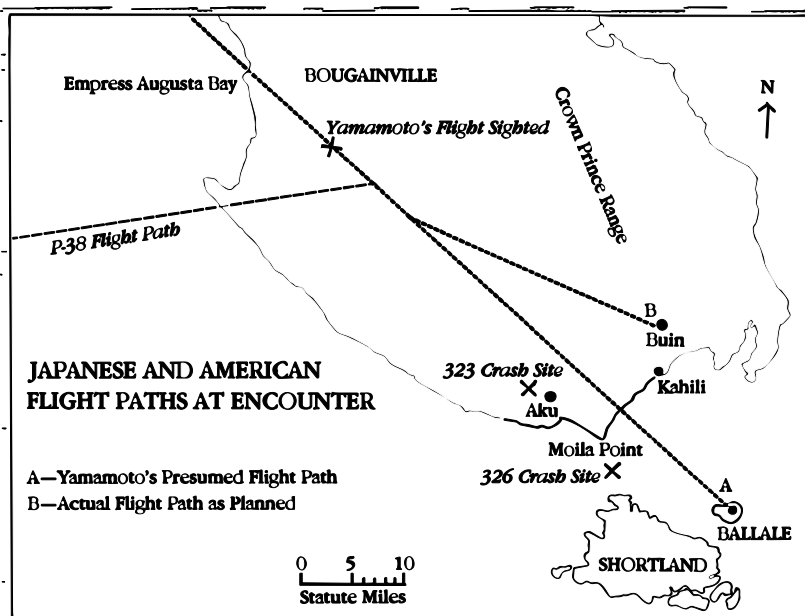 Empress Augusta Bay
BOUGAINVILLE
N
Crown Prince Range
Yamamoto's Flight Sighted
P-38 Flight Path
B
Buin
JAPANESE AND AMERICAN
FLIGHT PATHS AT ENCOUNTER
323 Crash Site
Aku
Kahili
Moila Point
326 Crash Site
A—Yamamoto's Presumed Flight Path
B—Actual Flight Path as Planned
A
BALLALE
SHORTLAND
0 5 10
Statute Miles